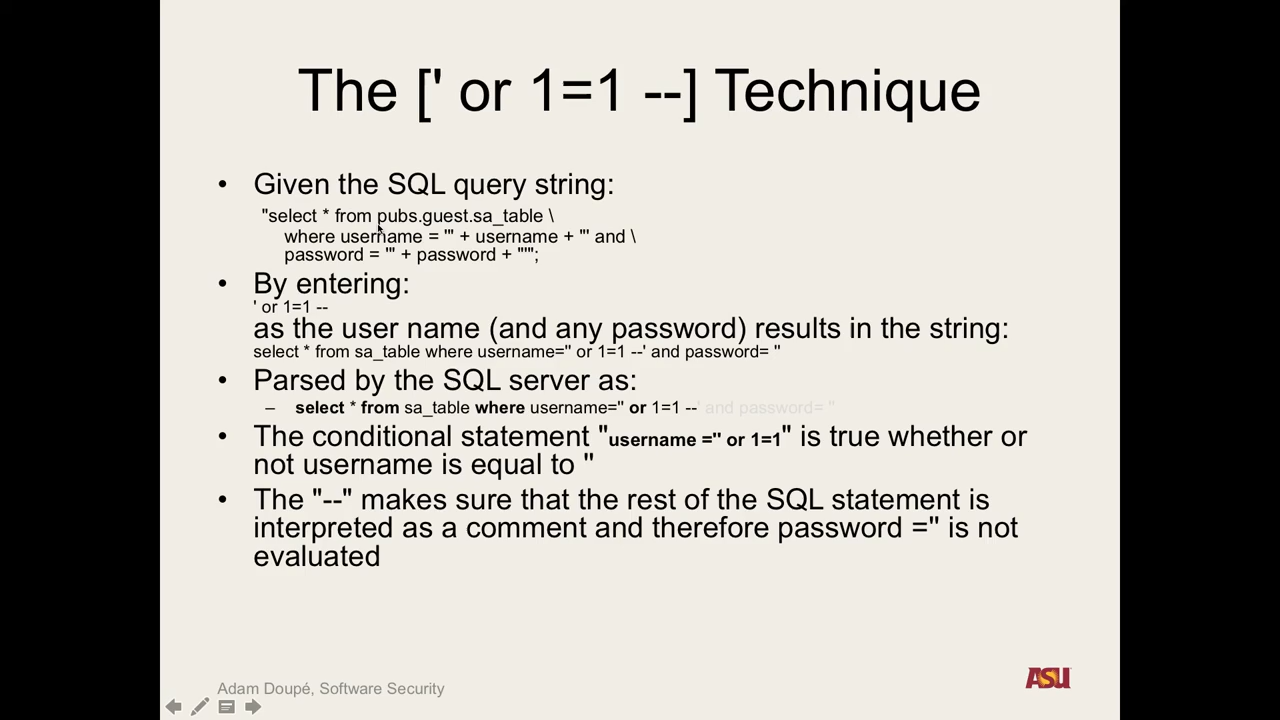 The [' or 1=1 --] Technique
• Given the SQL query string:
"select * from pubs.guest.sa_table \
where username = '" + username + "' and \
password = '" + password + "'";
• By entering:
' or 1=1 --
as the user name (and any password) results in the string:
select * from sa_table where username='' or 1=1 --' and password= ''
• Parsed by the SQL server as:
– select * from sa_table where username='' or 1=1 --' and password= ''
• The conditional statement "username ='' or 1=1" is true whether or
not username is equal to ''
• The "--" makes sure that the rest of the SQL statement is
interpreted as a comment and therefore password ='' is not
evaluated
Adam Doupé, Software Security
ASU